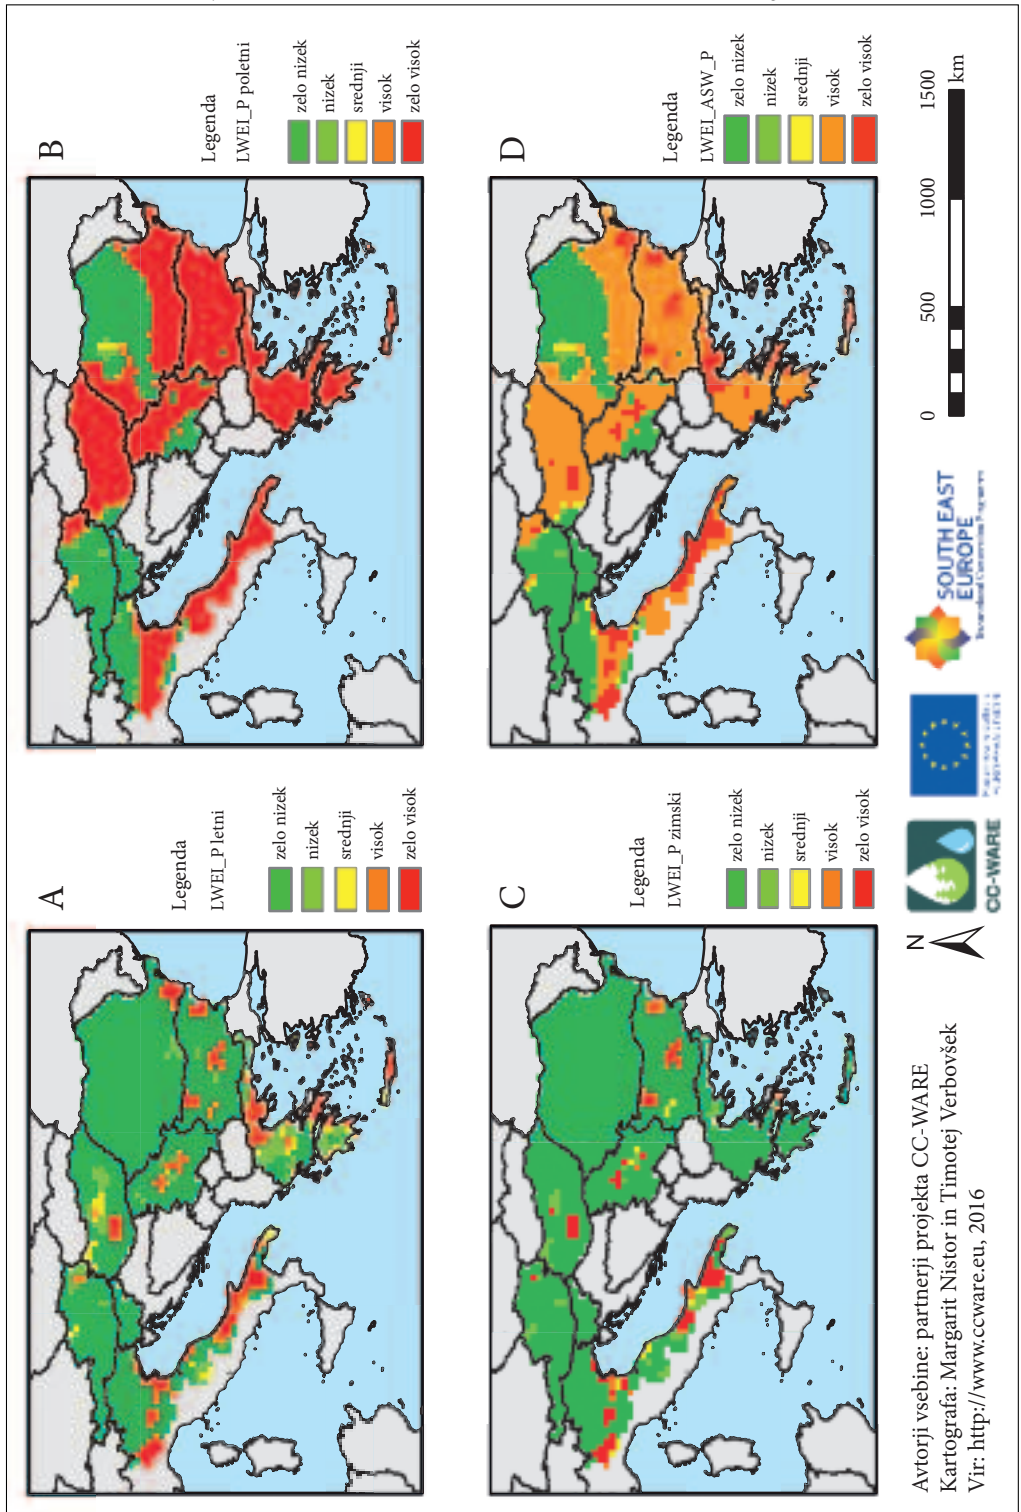 A
Legenda
LWEI_P letni
zelo nizek
nizek
srednji
visok
zelo visok
B
Legenda
LWEI_P poletni
zelo nizek
nizek
srednji
visok
zelo visok
C
Legenda
LWEI_P zimski
zelo nizek
nizek
srednji
visok
zelo visok
D
Legenda
LWEI_ASW_P
zelo nizek
nizek
srednji
visok
zelo visok
Avtorji vsebine: partnerji projekta CC-WARE
Kartografa: Margarit Nistor in Timotej Verbovšek
Vir: http://www.ccware.eu, 2016
N
CC-WARE
SOUTH EAST
EUROPE
0 500 1000 1500
km